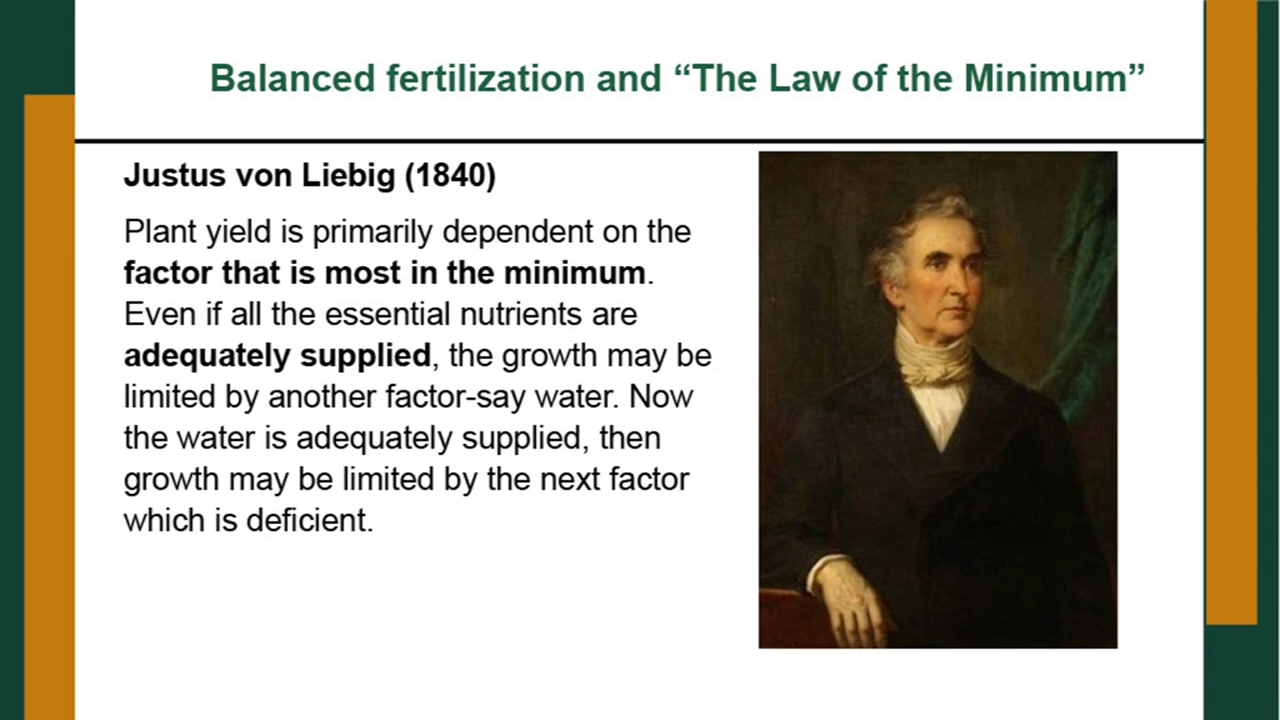 Balanced fertilization and “The Law of the Minimum”
Justus von Liebig (1840)
Plant yield is primarily dependent on the
factor that is most in the minimum.
Even if all the essential nutrients are
adequately supplied, the growth may be
limited by another factor-say water. Now
the water is adequately supplied, then
growth may be limited by the next factor
which is deficient.